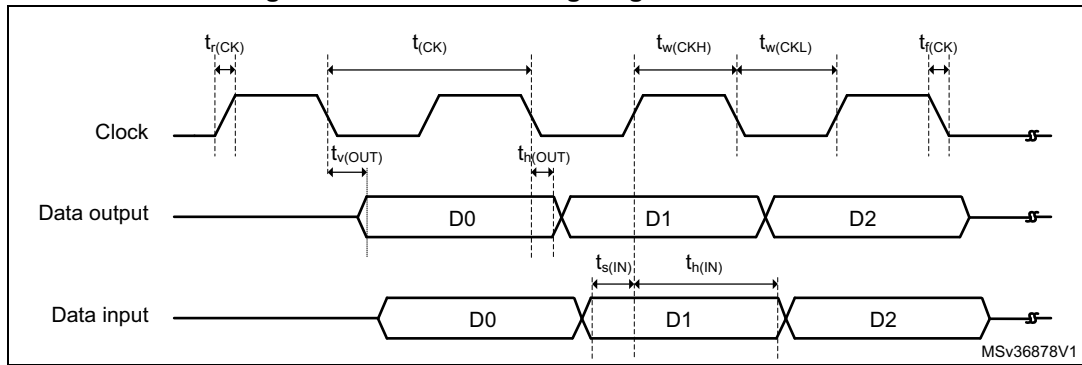 tr(CK) t(CK) tw(CKH) tw(CKL) tf(CK)
Clock
tv(OUT) th(OUT)
Data output D0 D1 D2
ts(IN) th(IN)
Data input D0 D1 D2
MSv36878V1